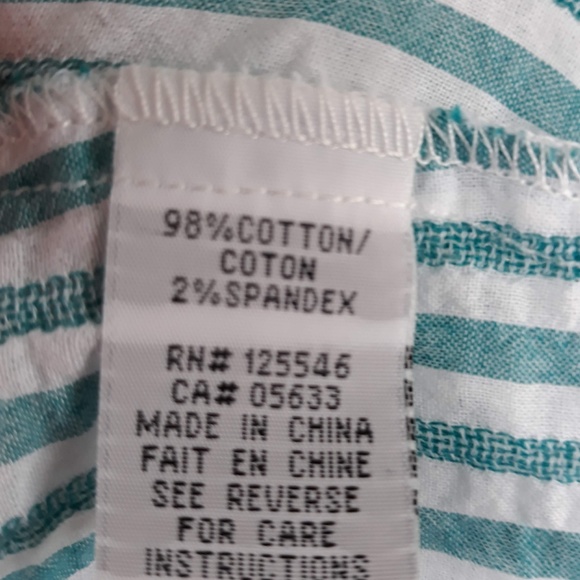 98%COTTON/
COTON
2%SPANDEX
RN# 125546
CA# 05633
MADE IN CHINA
FAIT EN CHINE
SEE REVERSE
FOR CARE
INSTRUCTIONS